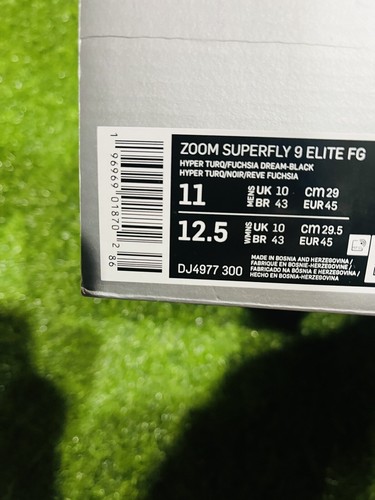 ZOOM SUPERFLY 9 ELITE FG
HYPER TURQ/FUCHSIA DREAM-BLACK
HYPER TURQ/NOIR/REVE FUCHSIA
11 MENS UK 10 CM 29
BR 43 EUR 45
12.5 WMNS UK 10 CM 29.5
BR 43 EUR 45
DJ4977 300
MADE IN BOSNIA AND HERZEGOVINA /
FABRIQUE EN BOSNIE-HERZEGOVINE /
FABRICADO NA BÓSNIA E HERZEGOVINA /
HECHO EN BOSNIA-HERZEGOVINA
1 96969 01870 2 86